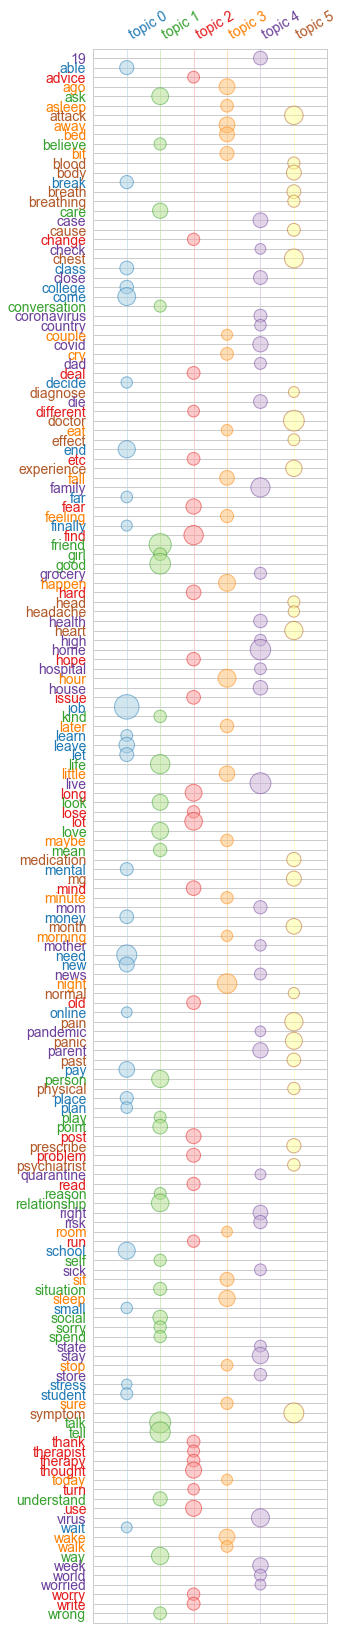 topic 0 topic 1 topic 2 topic 3 topic 4 topic 5
19
able
advice
ago
ask
asleep
attack
away
bed
believe
bit
blood
body
break
breath
breathing
care
case
cause
change
check
chest
class
close
college
come
conversation
coronavirus
country
couple
covid
cry
dad
deal
decide
diagnose
die
different
doctor
eat
effect
end
etc
experience
fall
family
far
fear
feeling
finally
find
friend
girl
good
grocery
happen
hard
head
headache
health
heart
high
home
hope
hospital
hour
house
issue
job
kind
later
learn
leave
let
life
little
live
long
look
lose
lot
love
maybe
mean
medication
mental
mg
mind
minute
mom
money
month
morning
mother
need
new
news
night
normal
old
online
pain
pandemic
panic
parent
past
pay
person
physical
place
plan
play
point
post
prescribe
problem
psychiatrist
quarantine
read
reason
relationship
right
risk
room
run
school
self
sick
sit
situation
sleep
small
social
sorry
spend
state
stay
stop
store
stress
student
sure
symptom
talk
tell
thank
therapist
therapy
thought
today
turn
understand
use
virus
wait
wake
walk
way
week
world
worried
worry
write
wrong